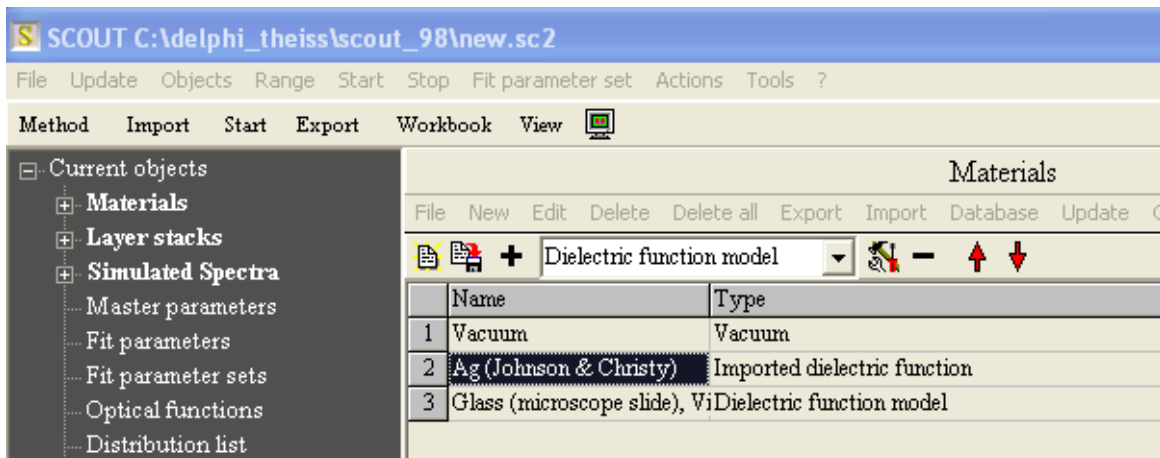 SCOUT C:\delphi_theiss\scout_98\new.sc2
File Update Objects Range Start Stop Fit parameter set Actions Tools ?
Method Import Start Export Workbook View
Current objects
Materials
Layer stacks
Simulated Spectra
Master parameters
Fit parameters
Fit parameter sets
Optical functions
Distribution list
Materials
File New Edit Delete Delete all Export Import Database Update
Dielectric function model
Name Type
1 Vacuum Vacuum
2 Ag (Johnson & Christy) Imported dielectric function
3 Glass (microscope slide), Vi Dielectric function model